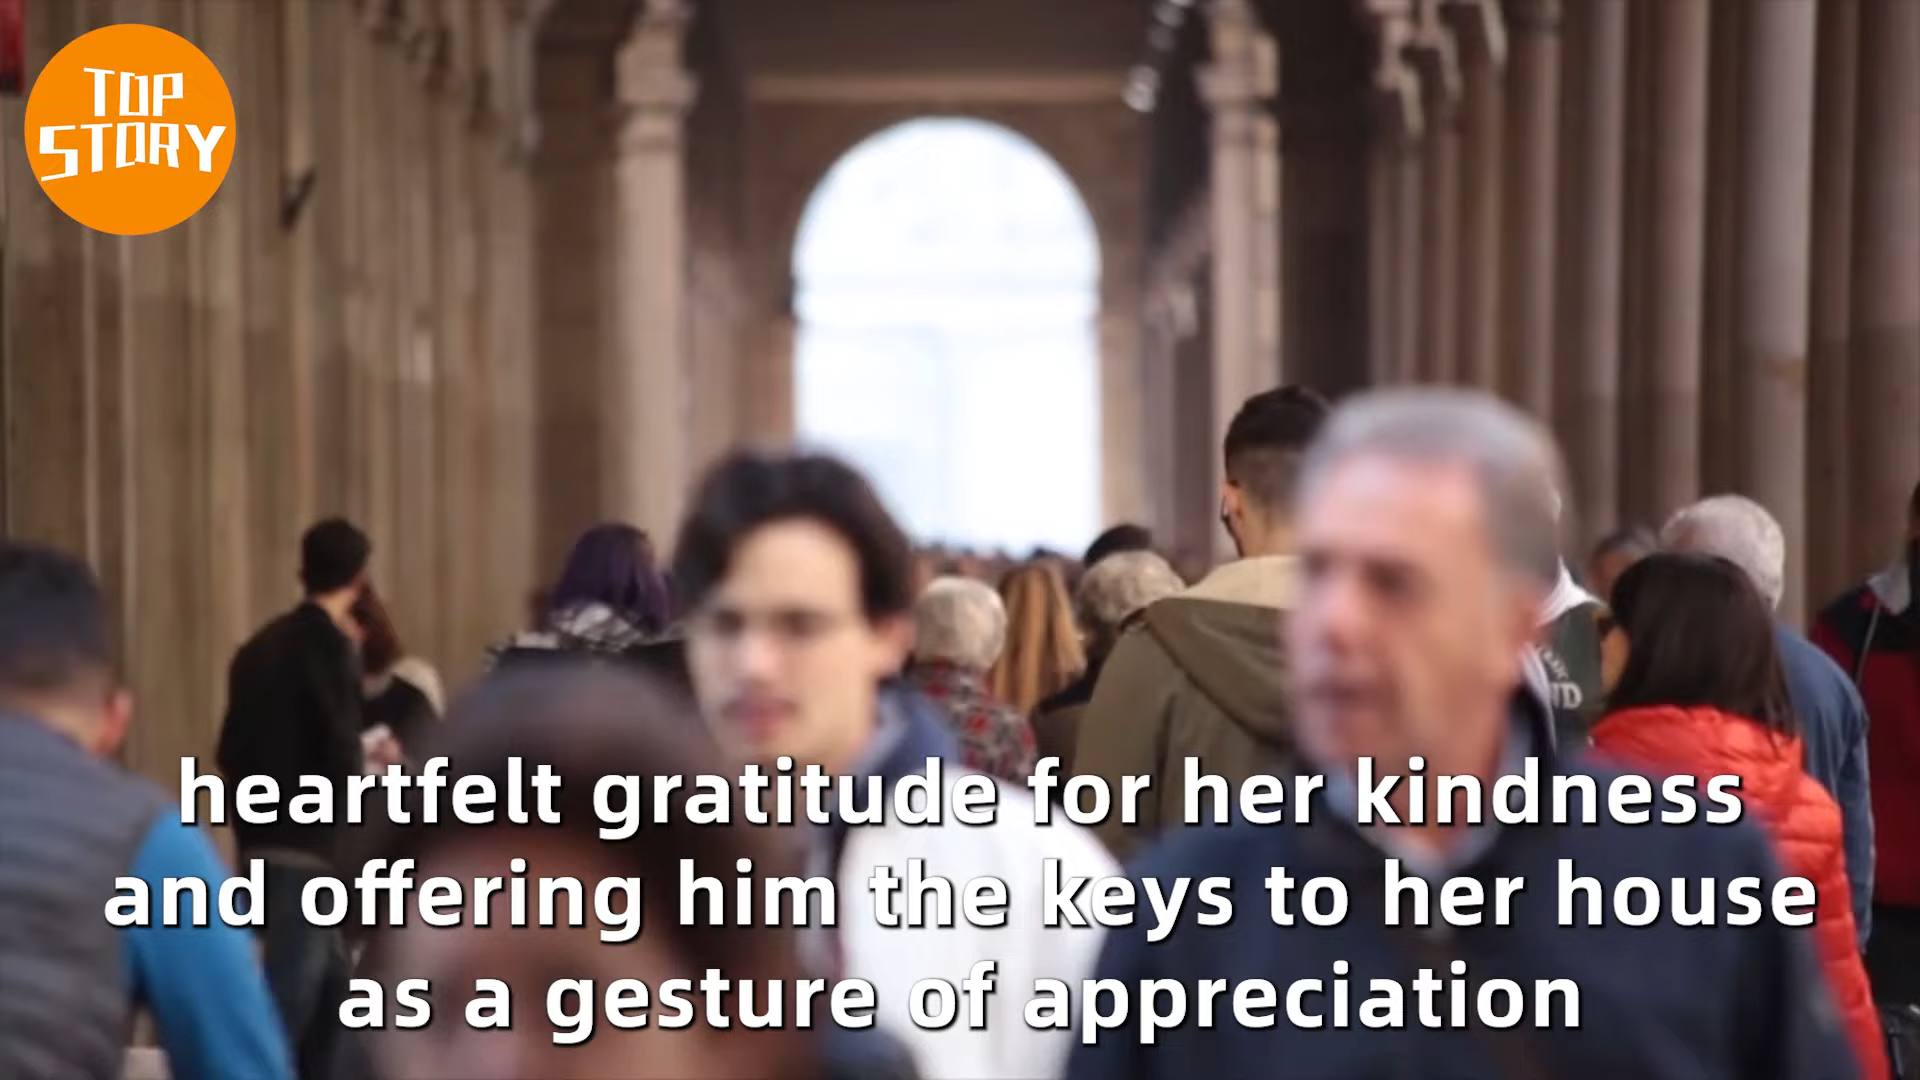 TOP
STORY
heartfelt gratitude for her kindness
and offering him the keys to her house
as a gesture of appreciation